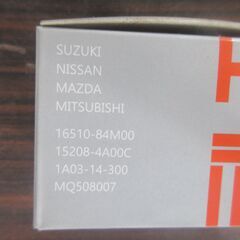 SUZUKI
NISSAN
MAZDA
MITSUBISHI
16510-84M00
15208-4A00C
1A03-14-300
MQ508007